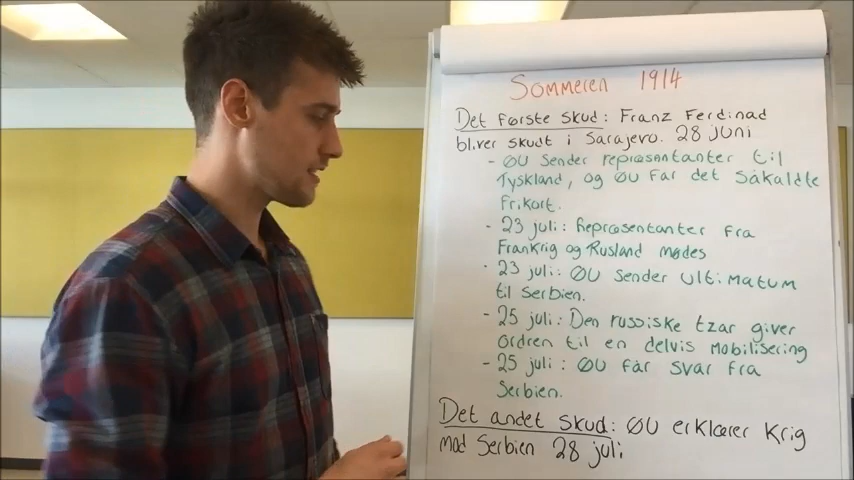 Sommeren 1914
Det første skud: Franz Ferdinad
bliver skudt i Sarajevo. 28 juni
- ØU sender repræsentanter til
Tyskland, og ØU får det såkaldte
frikort.
- 23 juli: Repræsentanter fra
Frankrig og Rusland mødes
- 23 juli: ØU sender ultimatum
til Serbien.
- 25 juli: Den russiske tzar giver
ordren til en delvis mobilisering
- 25 juli: ØU får svar fra
Serbien.
Det andet skud: ØU erklærer krig
mod Serbien 28 juli